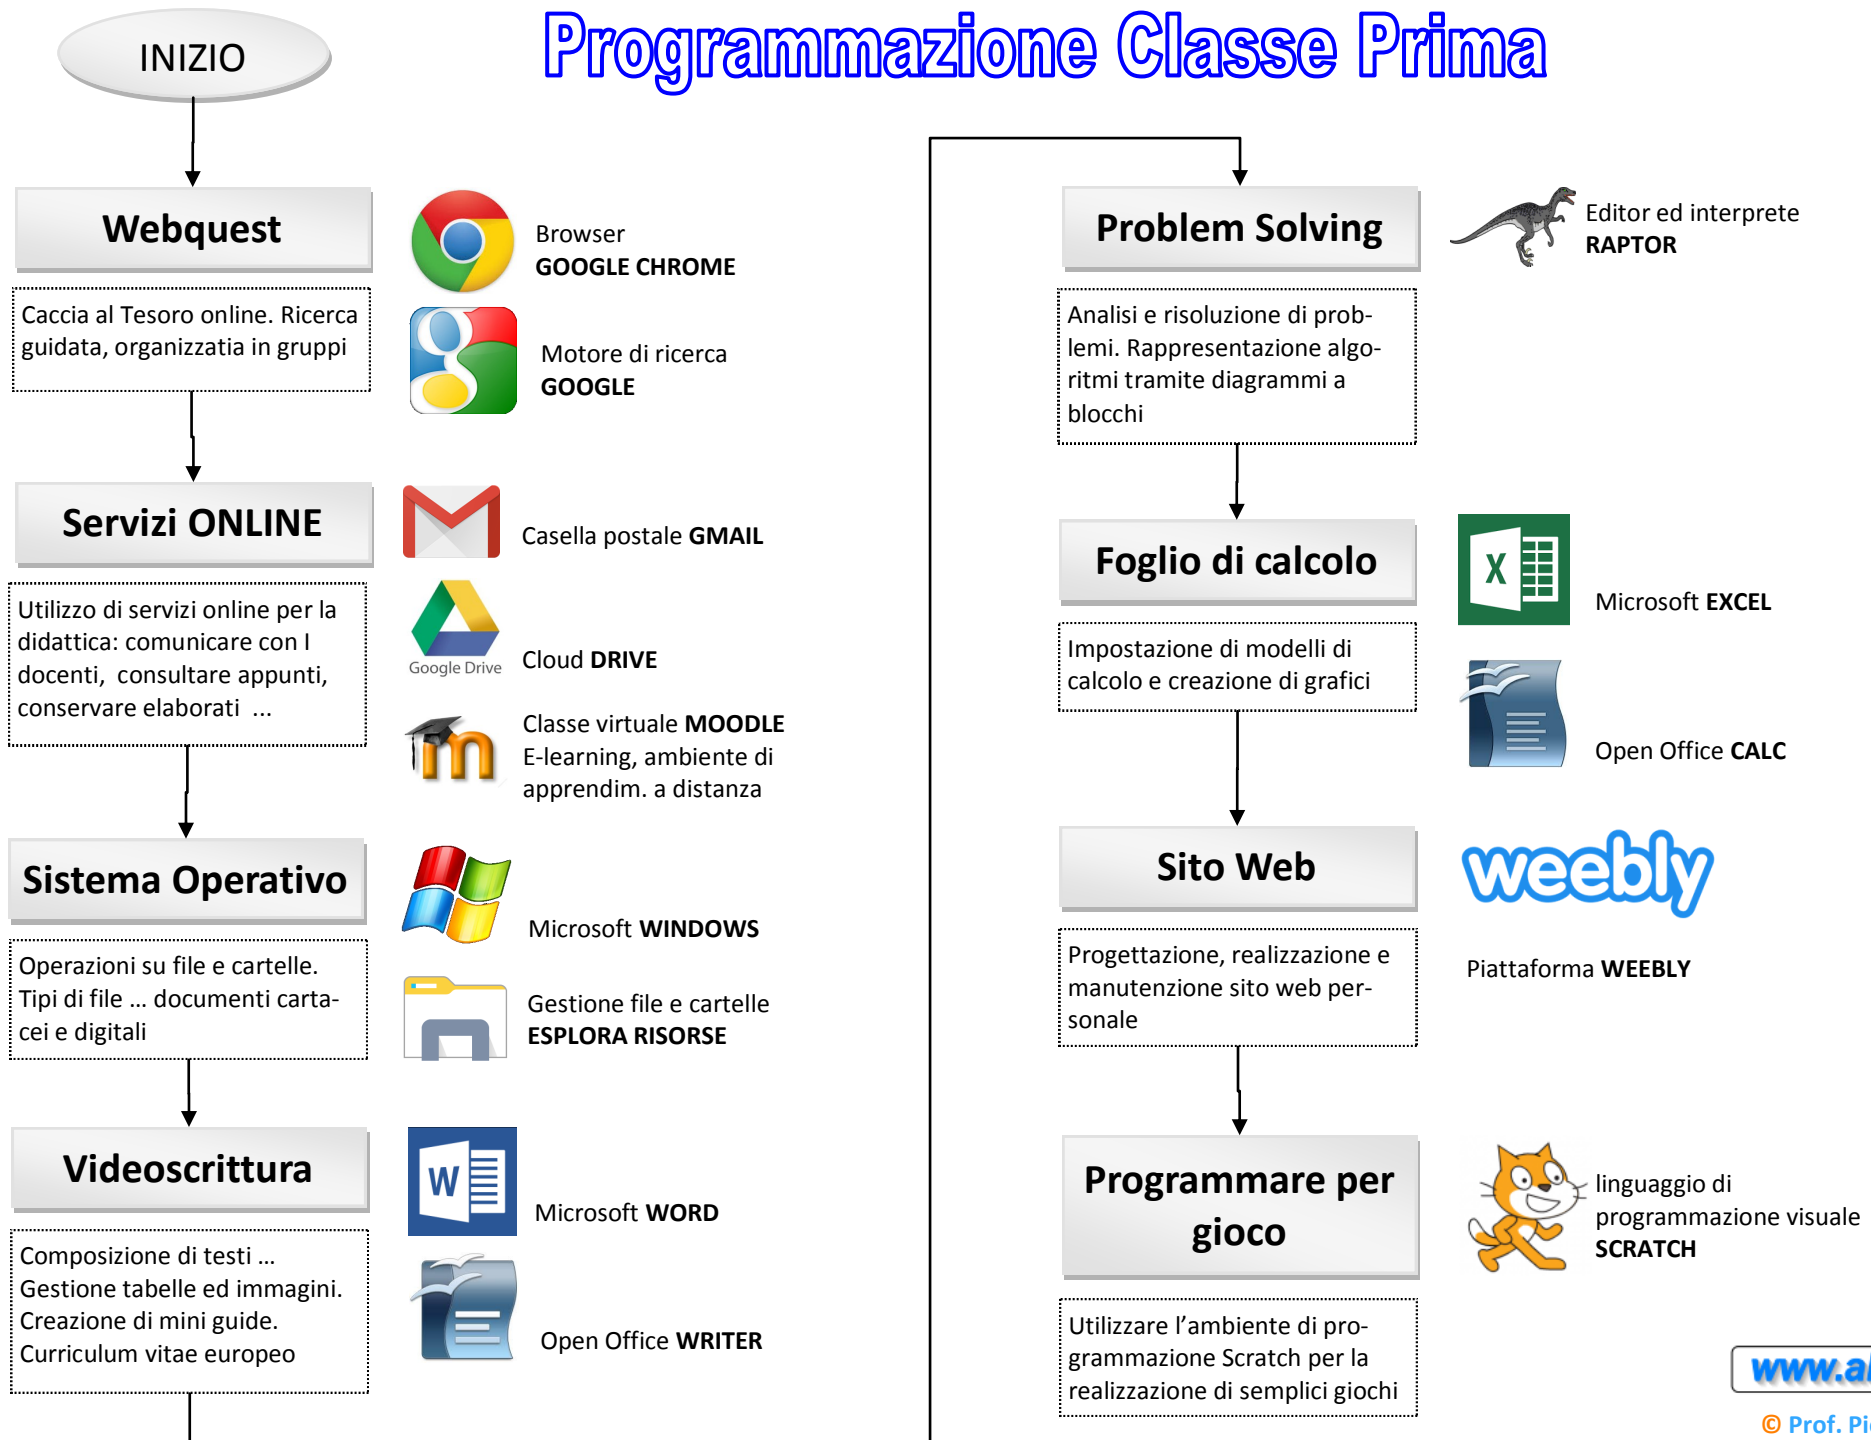 Programmazione Classe Prima
INIZIO
Webquest
Caccia al Tesoro online. Ricerca
guidata, organizzatia in gruppi
Browser
GOOGLE CHROME
Motore di ricerca
GOOGLE
Servizi ONLINE
Utilizzo di servizi online per la
didattica: comunicare con I
docenti, consultare appunti,
conservare elaborati ...
Casella postale GMAIL
Google Drive
Cloud DRIVE
Classe virtuale MOODLE
E-learning, ambiente di
apprendim. a distanza
Sistema Operativo
Operazioni su file e cartelle.
Tipi di file ... documenti carta-
cei e digitali
Microsoft WINDOWS
Gestione file e cartelle
ESPLORA RISORSE
Videoscrittura
Composizione di testi ...
Gestione tabelle ed immagini.
Creazione di mini guide.
Curriculum vitae europeo
W
Microsoft WORD
Open Office WRITER
Problem Solving
Analisi e risoluzione di prob-
lemi. Rappresentazione algo-
ritmi tramite diagrammi a
blocchi
Editor ed interprete
RAPTOR
Foglio di calcolo
Impostazione di modelli di
calcolo e creazione di grafici
X
Microsoft EXCEL
Open Office CALC
Sito Web
Progettazione, realizzazione e
manutenzione sito web per-
sonale
weebly
Piattaforma WEEBLY
Programmare per
gioco
Utilizzare l’ambiente di pro-
grammazione Scratch per la
realizzazione di semplici giochi
linguaggio di
programmazione visuale
SCRATCH
© Prof.